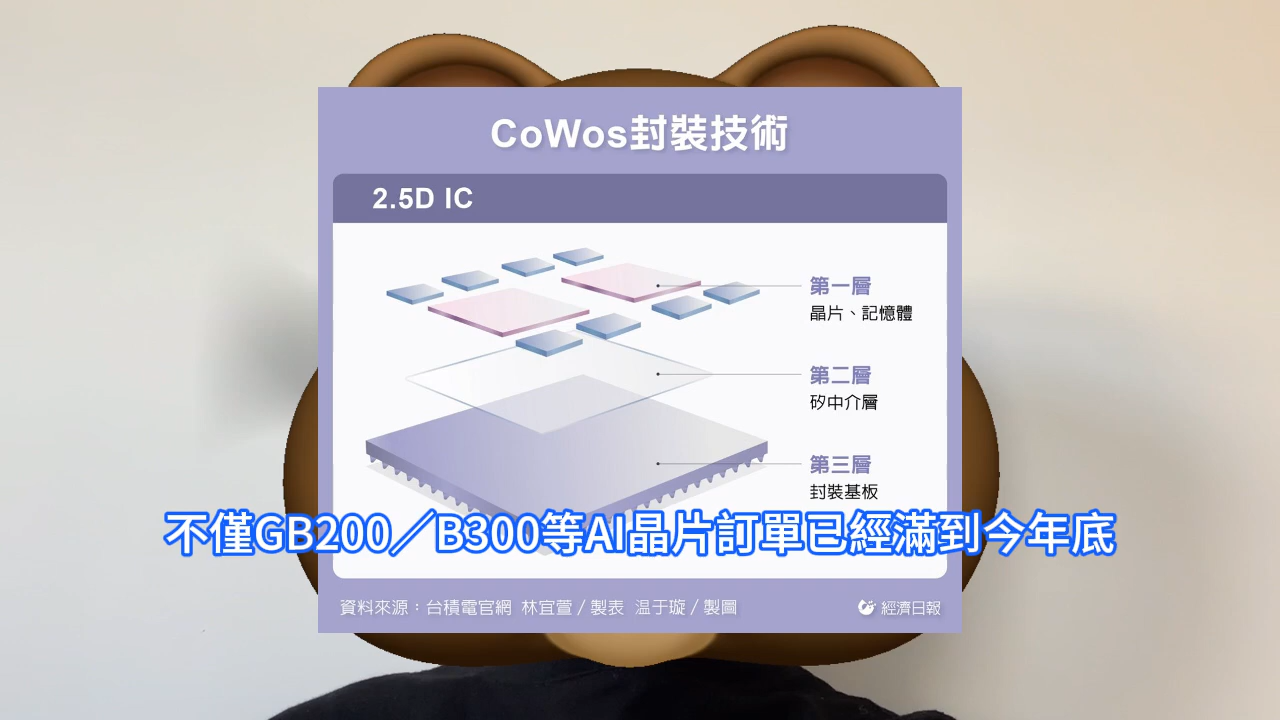 CoWos封裝技術
2.5D IC
第一層
晶片、記憶體
第二層
矽中介層
第三層
封裝基板
不僅GB200／B300等AI晶片訂單已經滿到今年底
資料來源：台積電官網 林宜萱/製表 温于璇/製圖
經濟日報